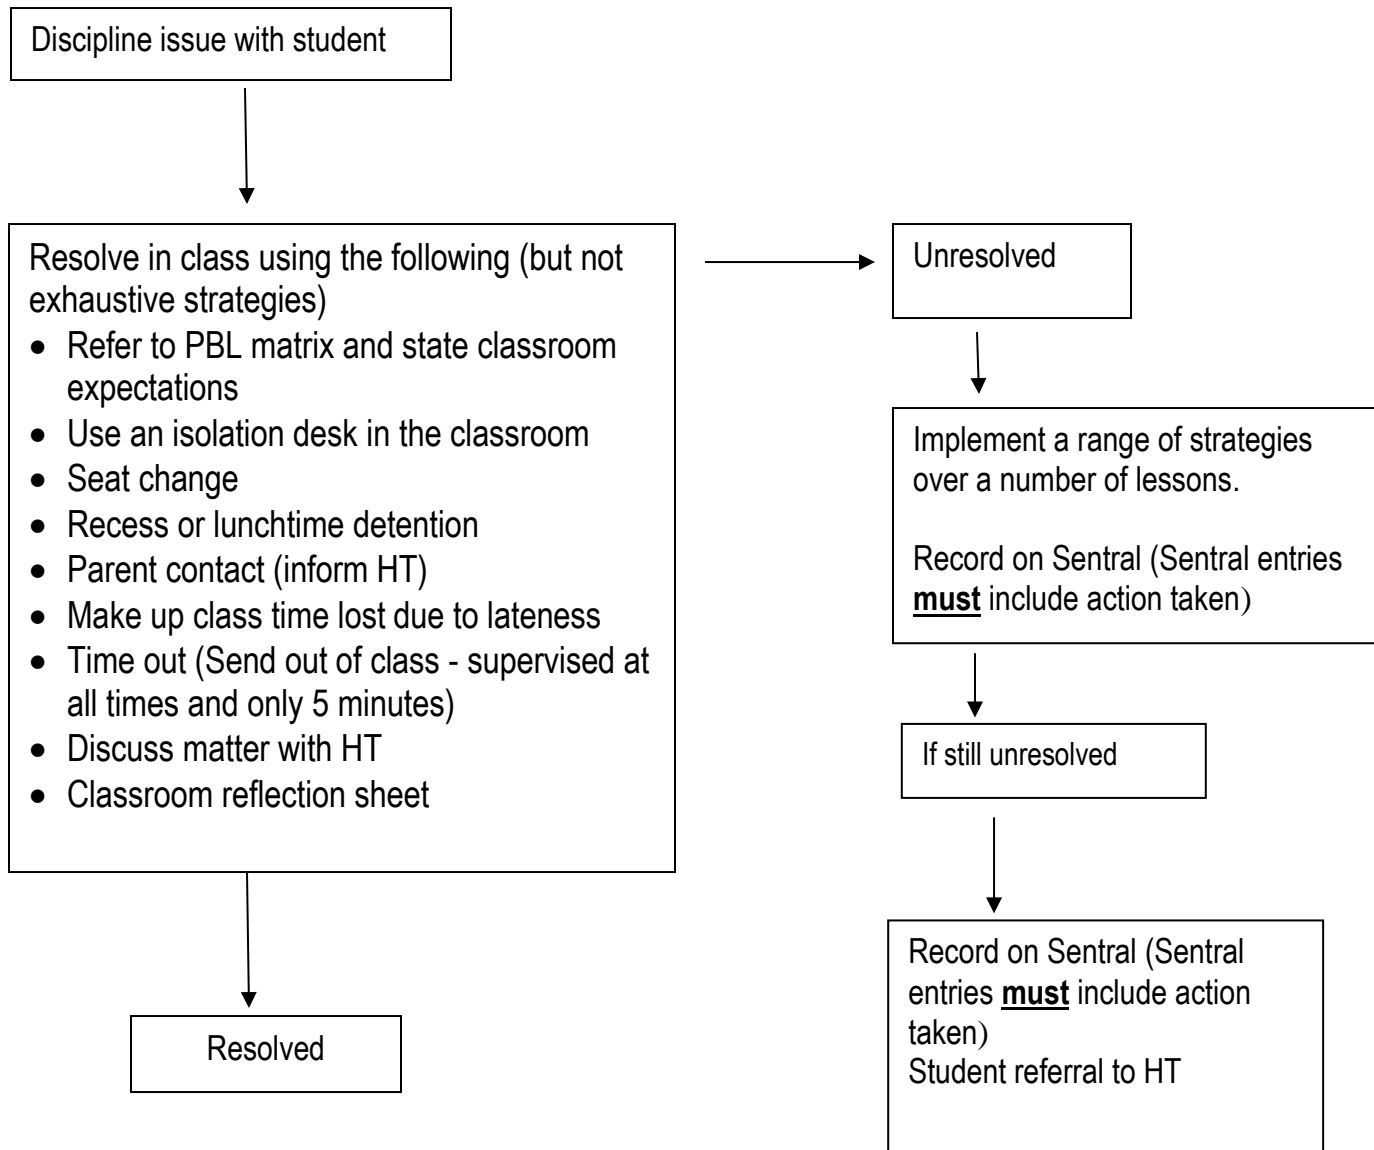 Discipline issue with student
Resolve in class using the following (but not
exhaustive strategies)
• Refer to PBL matrix and state classroom
expectations
• Use an isolation desk in the classroom
• Seat change
• Recess or lunchtime detention
• Parent contact (inform HT)
• Make up class time lost due to lateness
• Time out (Send out of class - supervised at
all times and only 5 minutes)
• Discuss matter with HT
• Classroom reflection sheet
Resolved
Unresolved
Implement a range of strategies
over a number of lessons.
Record on Sentral (Sentral entries
must include action taken)
If still unresolved
Record on Sentral (Sentral
entries must include action
taken)
Student referral to HT